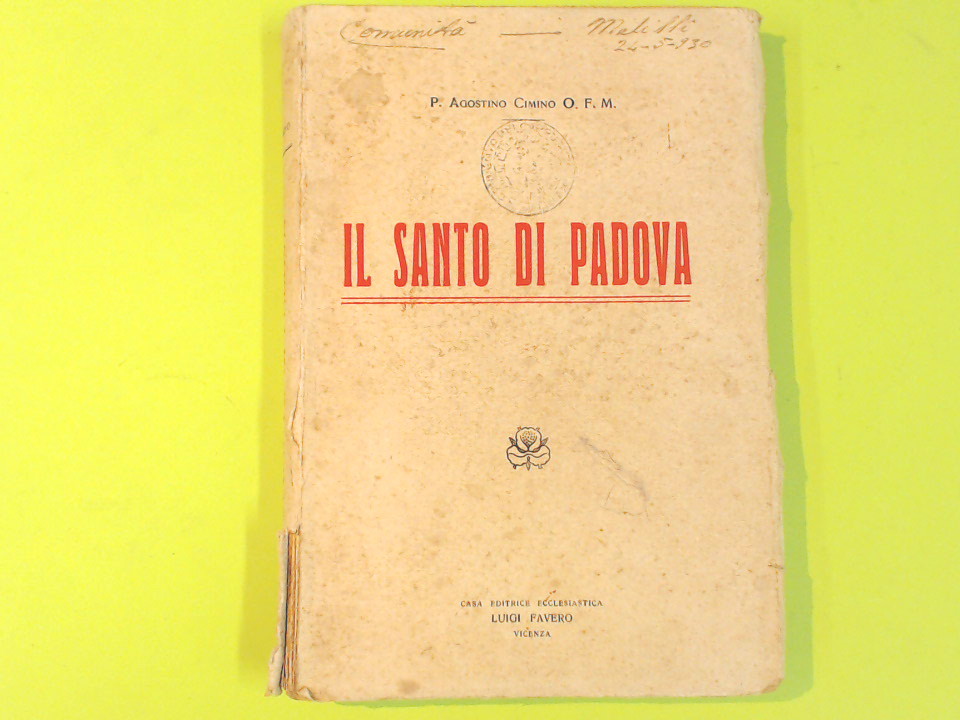 Comunità — Melilli
24-5-930
P. Agostino Cimino O. F. M.
IL SANTO DI PADOVA
CASA EDITRICE ECCLESIASTICA
LUIGI FAVERO
VICENZA